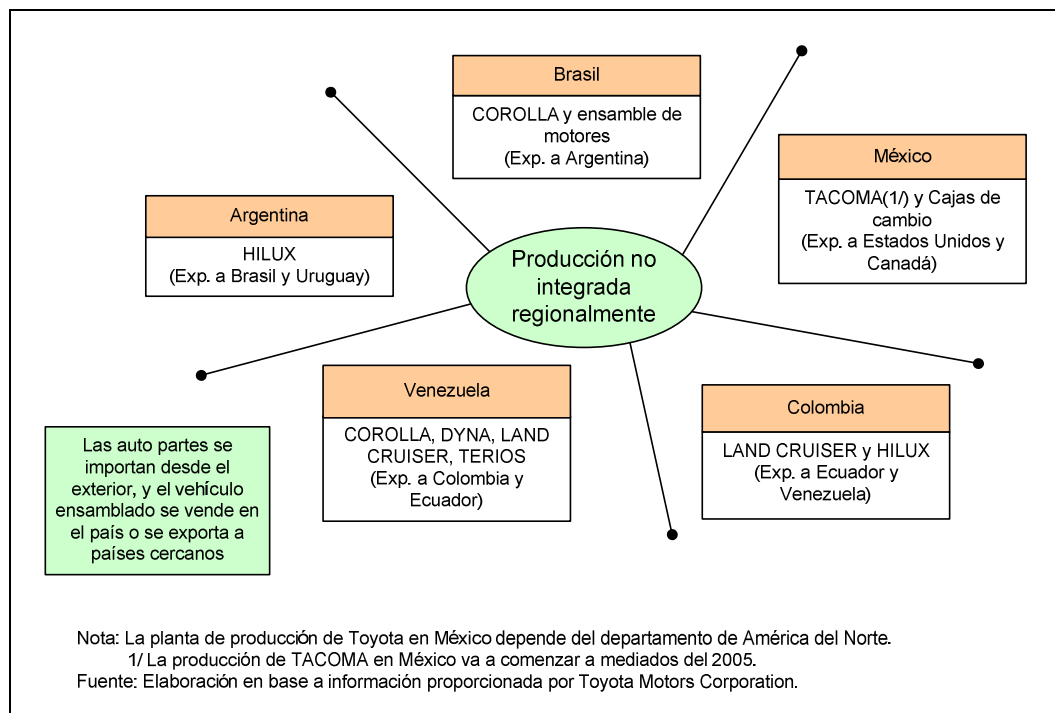 Brasil
COROLLA y ensamble de
motores
(Exp. a Argentina)
México
TACOMA(1/) y Cajas de
cambio
(Exp. a Estados Unidos y
Canadá)
Argentina
HILUX
(Exp. a Brasil y Uruguay)
Producción no
integrada
regionalmente
Venezuela
COROLLA, DYNA, LAND
CRUISER, TERIOS
(Exp. a Colombia y
Ecuador)
Colombia
LAND CRUISER y HILUX
(Exp. a Ecuador y
Venezuela)
Las auto partes se
importan desde el
exterior, y el vehículo
ensamblado se vende en
el país o se exporta a
países cercanos
Nota: La planta de producción de Toyota en México depende del departamento de América del Norte.
1/ La producción de TACOMA en México va a comenzar a mediados del 2005.
Fuente: Elaboración en base a información proporcionada por Toyota Motors Corporation.